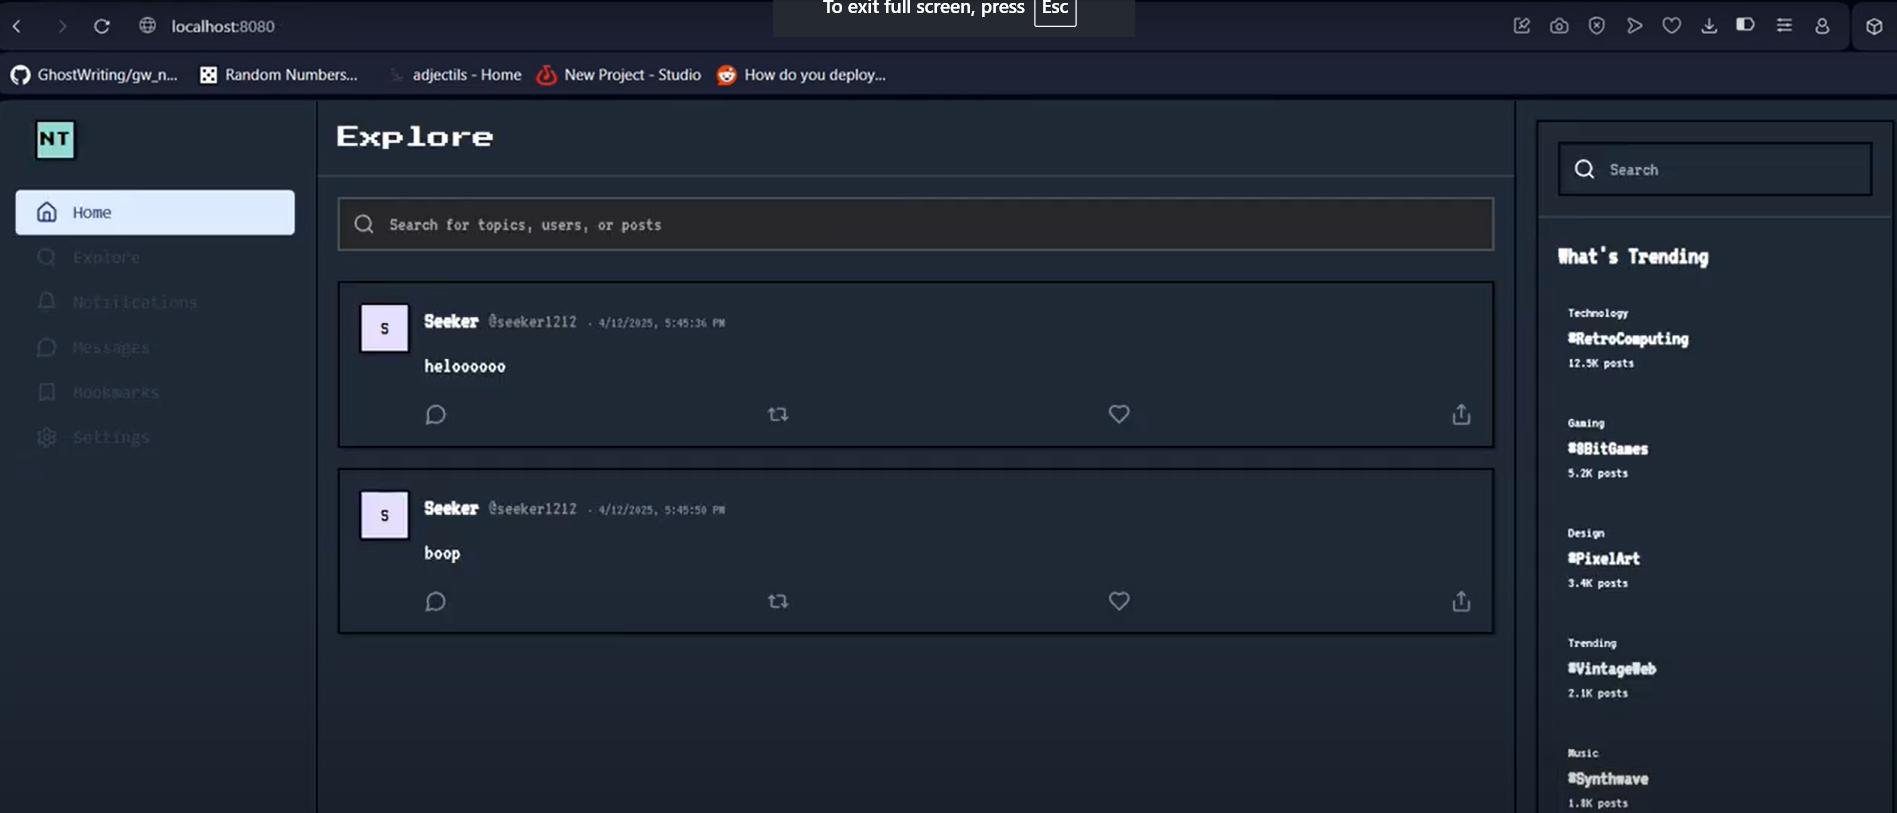 To exit full screen, press Esc
localhost:8080
GhostWriting/gw_n...
Random Numbers...
adjectils - Home
New Project - Studio
How do you deploy...
NT
Home
Explore
Notifications
Messages
Bookmarks
Settings
Explore
Search for topics, users, or posts
S
Seeker @seeker1212 · 4/12/2025, 5:45:36 PM
heloooooo
S
Seeker @seeker1212 · 4/12/2025, 5:45:50 PM
boop
Search
What's Trending
Technology
#RetroComputing
12.5K posts
Gaming
#8BitGames
5.2K posts
Design
#PixelArt
3.4K posts
Trending
#VintageWeb
2.1K posts
Music
#Synthwave
1.8K posts